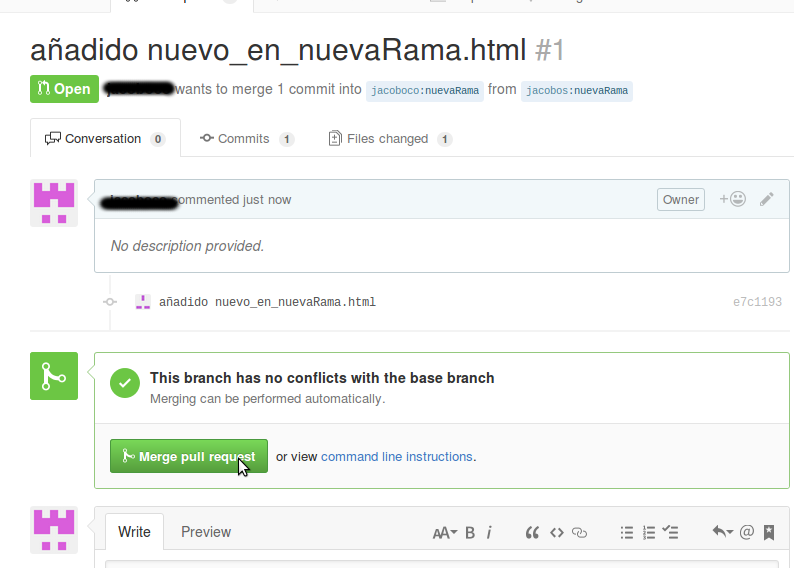 añadido nuevo_en_nuevaRama.html #1
Open wants to merge 1 commit into jacoboco:nuevaRama from jacobos:nuevaRama
Conversation 0 Commits 1 Files changed 1
commented just now Owner
No description provided.
añadido nuevo_en_nuevaRama.html e7c1193
This branch has no conflicts with the base branch
Merging can be performed automatically.
Merge pull request or view command line instructions.
Write Preview AA B i